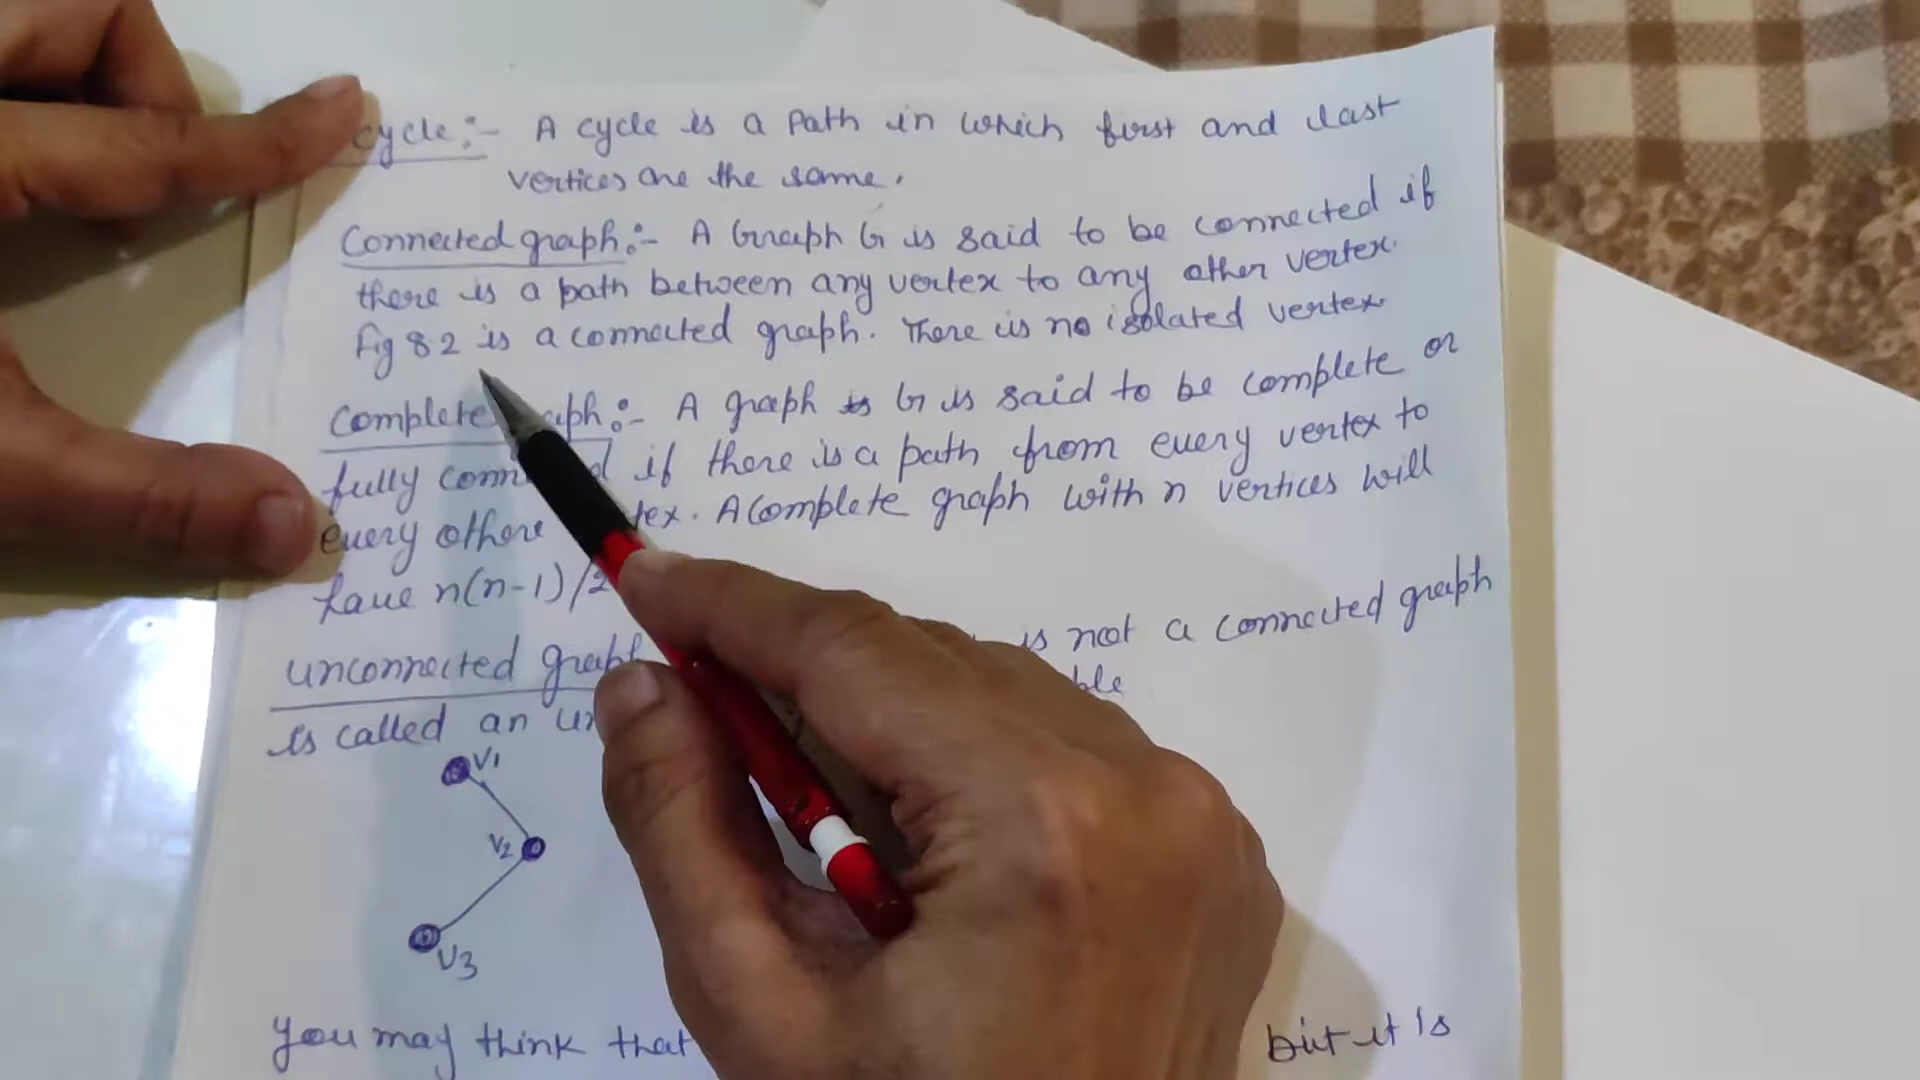 cycle:- A cycle is a path in which first and last
vertices are the same.
Connected graph:- A Graph G is said to be connected if
there is a path between any vertex to any other vertex.
Fig 8 2 is a connected graph. There is no isolated vertex
Complete graph:- A graph is G is said to be complete or
fully connected if there is a path from every vertex to
every othere vertex. A complete graph with n vertices will
have n(n-1)/2
unconnected graph is not a connected graph
is called an un ble
V1
V2
V3
you may think that but it is